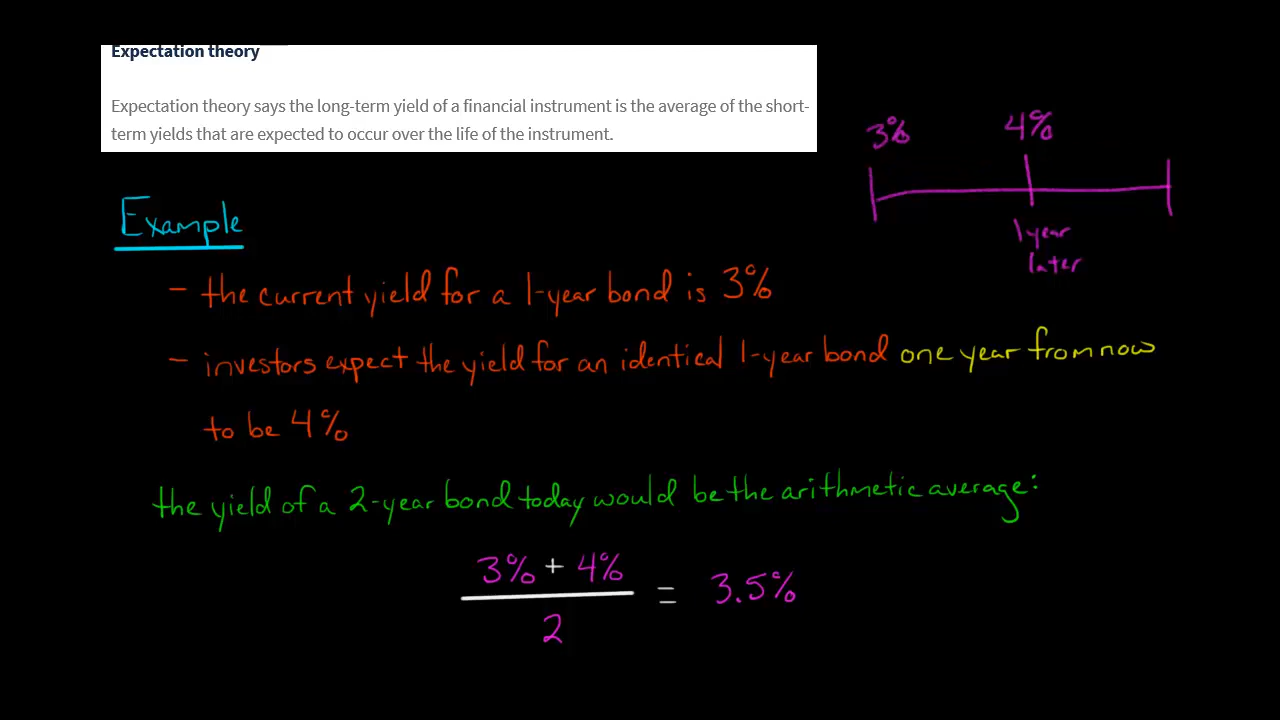 Expectation theory
Expectation theory says the long-term yield of a financial instrument is the average of the short-
term yields that are expected to occur over the life of the instrument.
3% 4%
1 year
later
Example
- the current yield for a 1-year bond is 3%
- investors expect the yield for an identical 1-year bond one year from now
to be 4%
the yield of a 2-year bond today would be the arithmetic average:
3% + 4%
= 3.5%
2